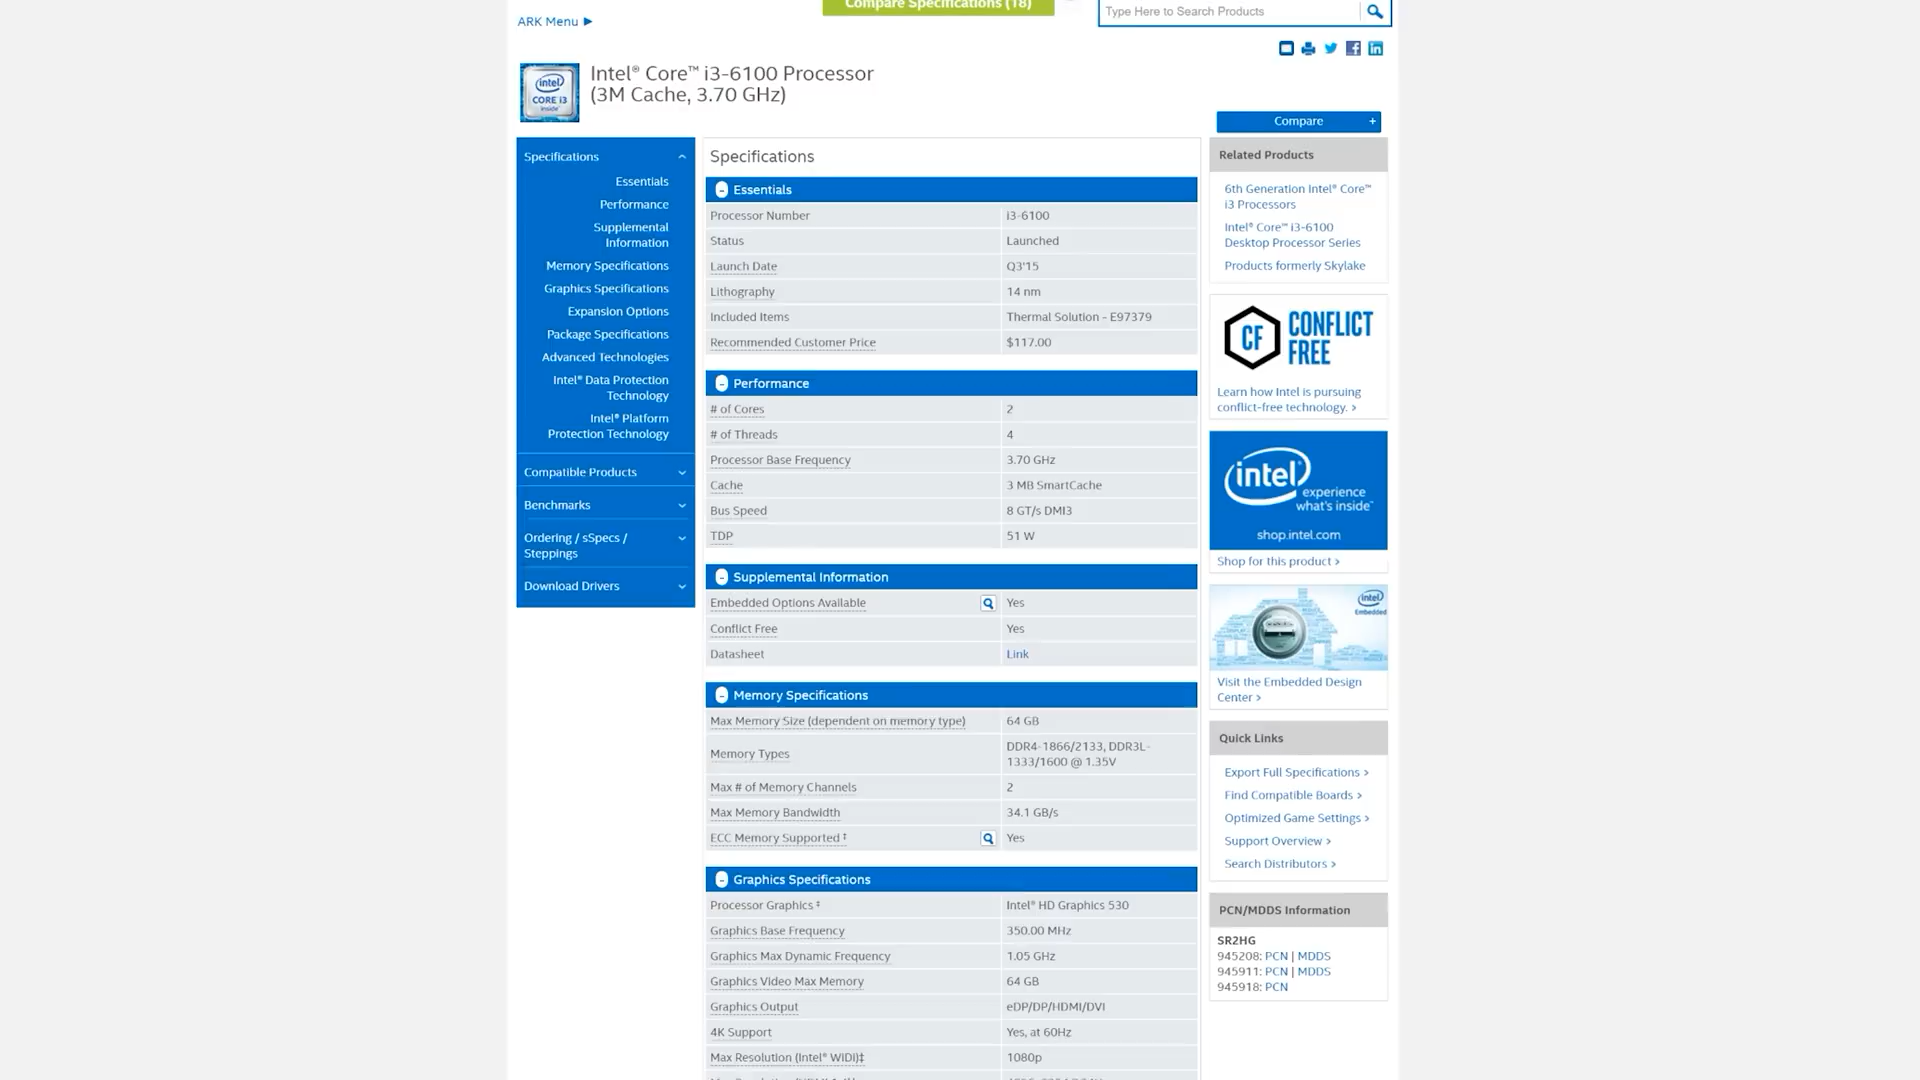 Compare Specifications (18)
ARK Menu ▶
Type Here to Search Products
intel
CORE i3
inside
Intel® Core™ i3-6100 Processor
(3M Cache, 3.70 GHz)
Compare +
Specifications
Essentials
Performance
Supplemental
Information
Memory Specifications
Graphics Specifications
Expansion Options
Package Specifications
Advanced Technologies
Intel® Data Protection
Technology
Intel® Platform
Protection Technology
Compatible Products
Benchmarks
Ordering / sSpecs /
Steppings
Download Drivers
Specifications
- Essentials
Processor Number i3-6100
Status Launched
Launch Date Q3'15
Lithography 14 nm
Included Items Thermal Solution - E97379
Recommended Customer Price $117.00
- Performance
# of Cores 2
# of Threads 4
Processor Base Frequency 3.70 GHz
Cache 3 MB SmartCache
Bus Speed 8 GT/s DMI3
TDP 51 W
- Supplemental Information
Embedded Options Available Yes
Conflict Free Yes
Datasheet Link
- Memory Specifications
Max Memory Size (dependent on memory type) 64 GB
Memory Types DDR4-1866/2133, DDR3L-
1333/1600 @ 1.35V
Max # of Memory Channels 2
Max Memory Bandwidth 34.1 GB/s
ECC Memory Supported ‡ Yes
- Graphics Specifications
Processor Graphics ‡ Intel® HD Graphics 530
Graphics Base Frequency 350.00 MHz
Graphics Max Dynamic Frequency 1.05 GHz
Graphics Video Max Memory 64 GB
Graphics Output eDP/DP/HDMI/DVI
4K Support Yes, at 60Hz
Max Resolution (Intel® WiDi)‡ 1080p
Related Products
6th Generation Intel® Core™
i3 Processors
Intel® Core™ i3-6100
Desktop Processor Series
Products formerly Skylake
CF CONFLICT
FREE
Learn how Intel is pursuing
conflict-free technology. >
intel
experience
what's inside™
shop.intel.com
Shop for this product >
intel
Embedded
Visit the Embedded Design
Center >
Quick Links
Export Full Specifications >
Find Compatible Boards >
Optimized Game Settings >
Support Overview >
Search Distributors >
PCN/MDDS Information
SR2HG
945208: PCN | MDDS
945911: PCN | MDDS
945918: PCN